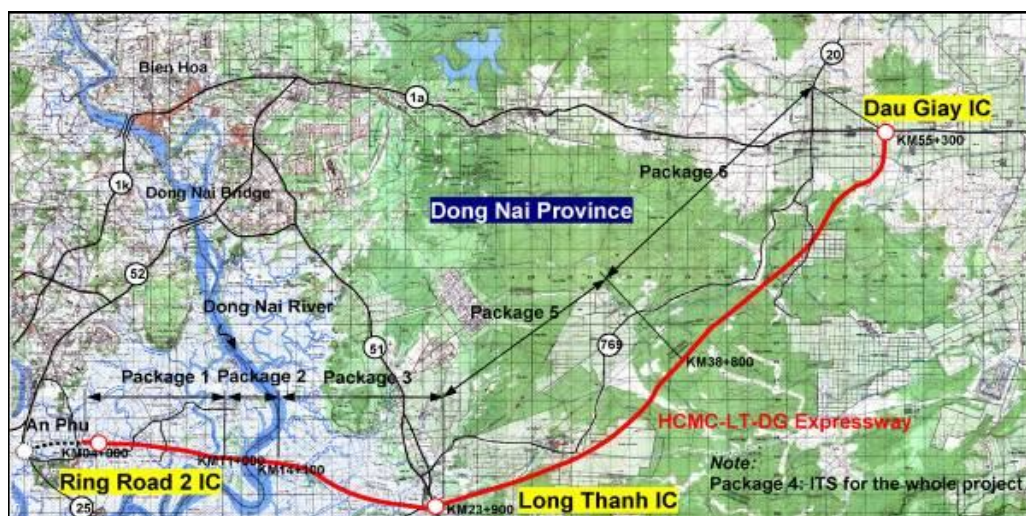 Bien Hoa
1a
20
Dau Giay IC
KM55+300
Package 6
1k
Dong Nai Bridge
Dong Nai Province
52
Dong Nai River
Package 5
51
769
KM38+800
Package 1
Package 2
Package 3
An Phu
KM04+000
KM11+000
KM14+100
HCMC-LT-DG Expressway
Ring Road 2 IC
25
KM23+900
Long Thanh IC
Note:
Package 4: ITS for the whole project